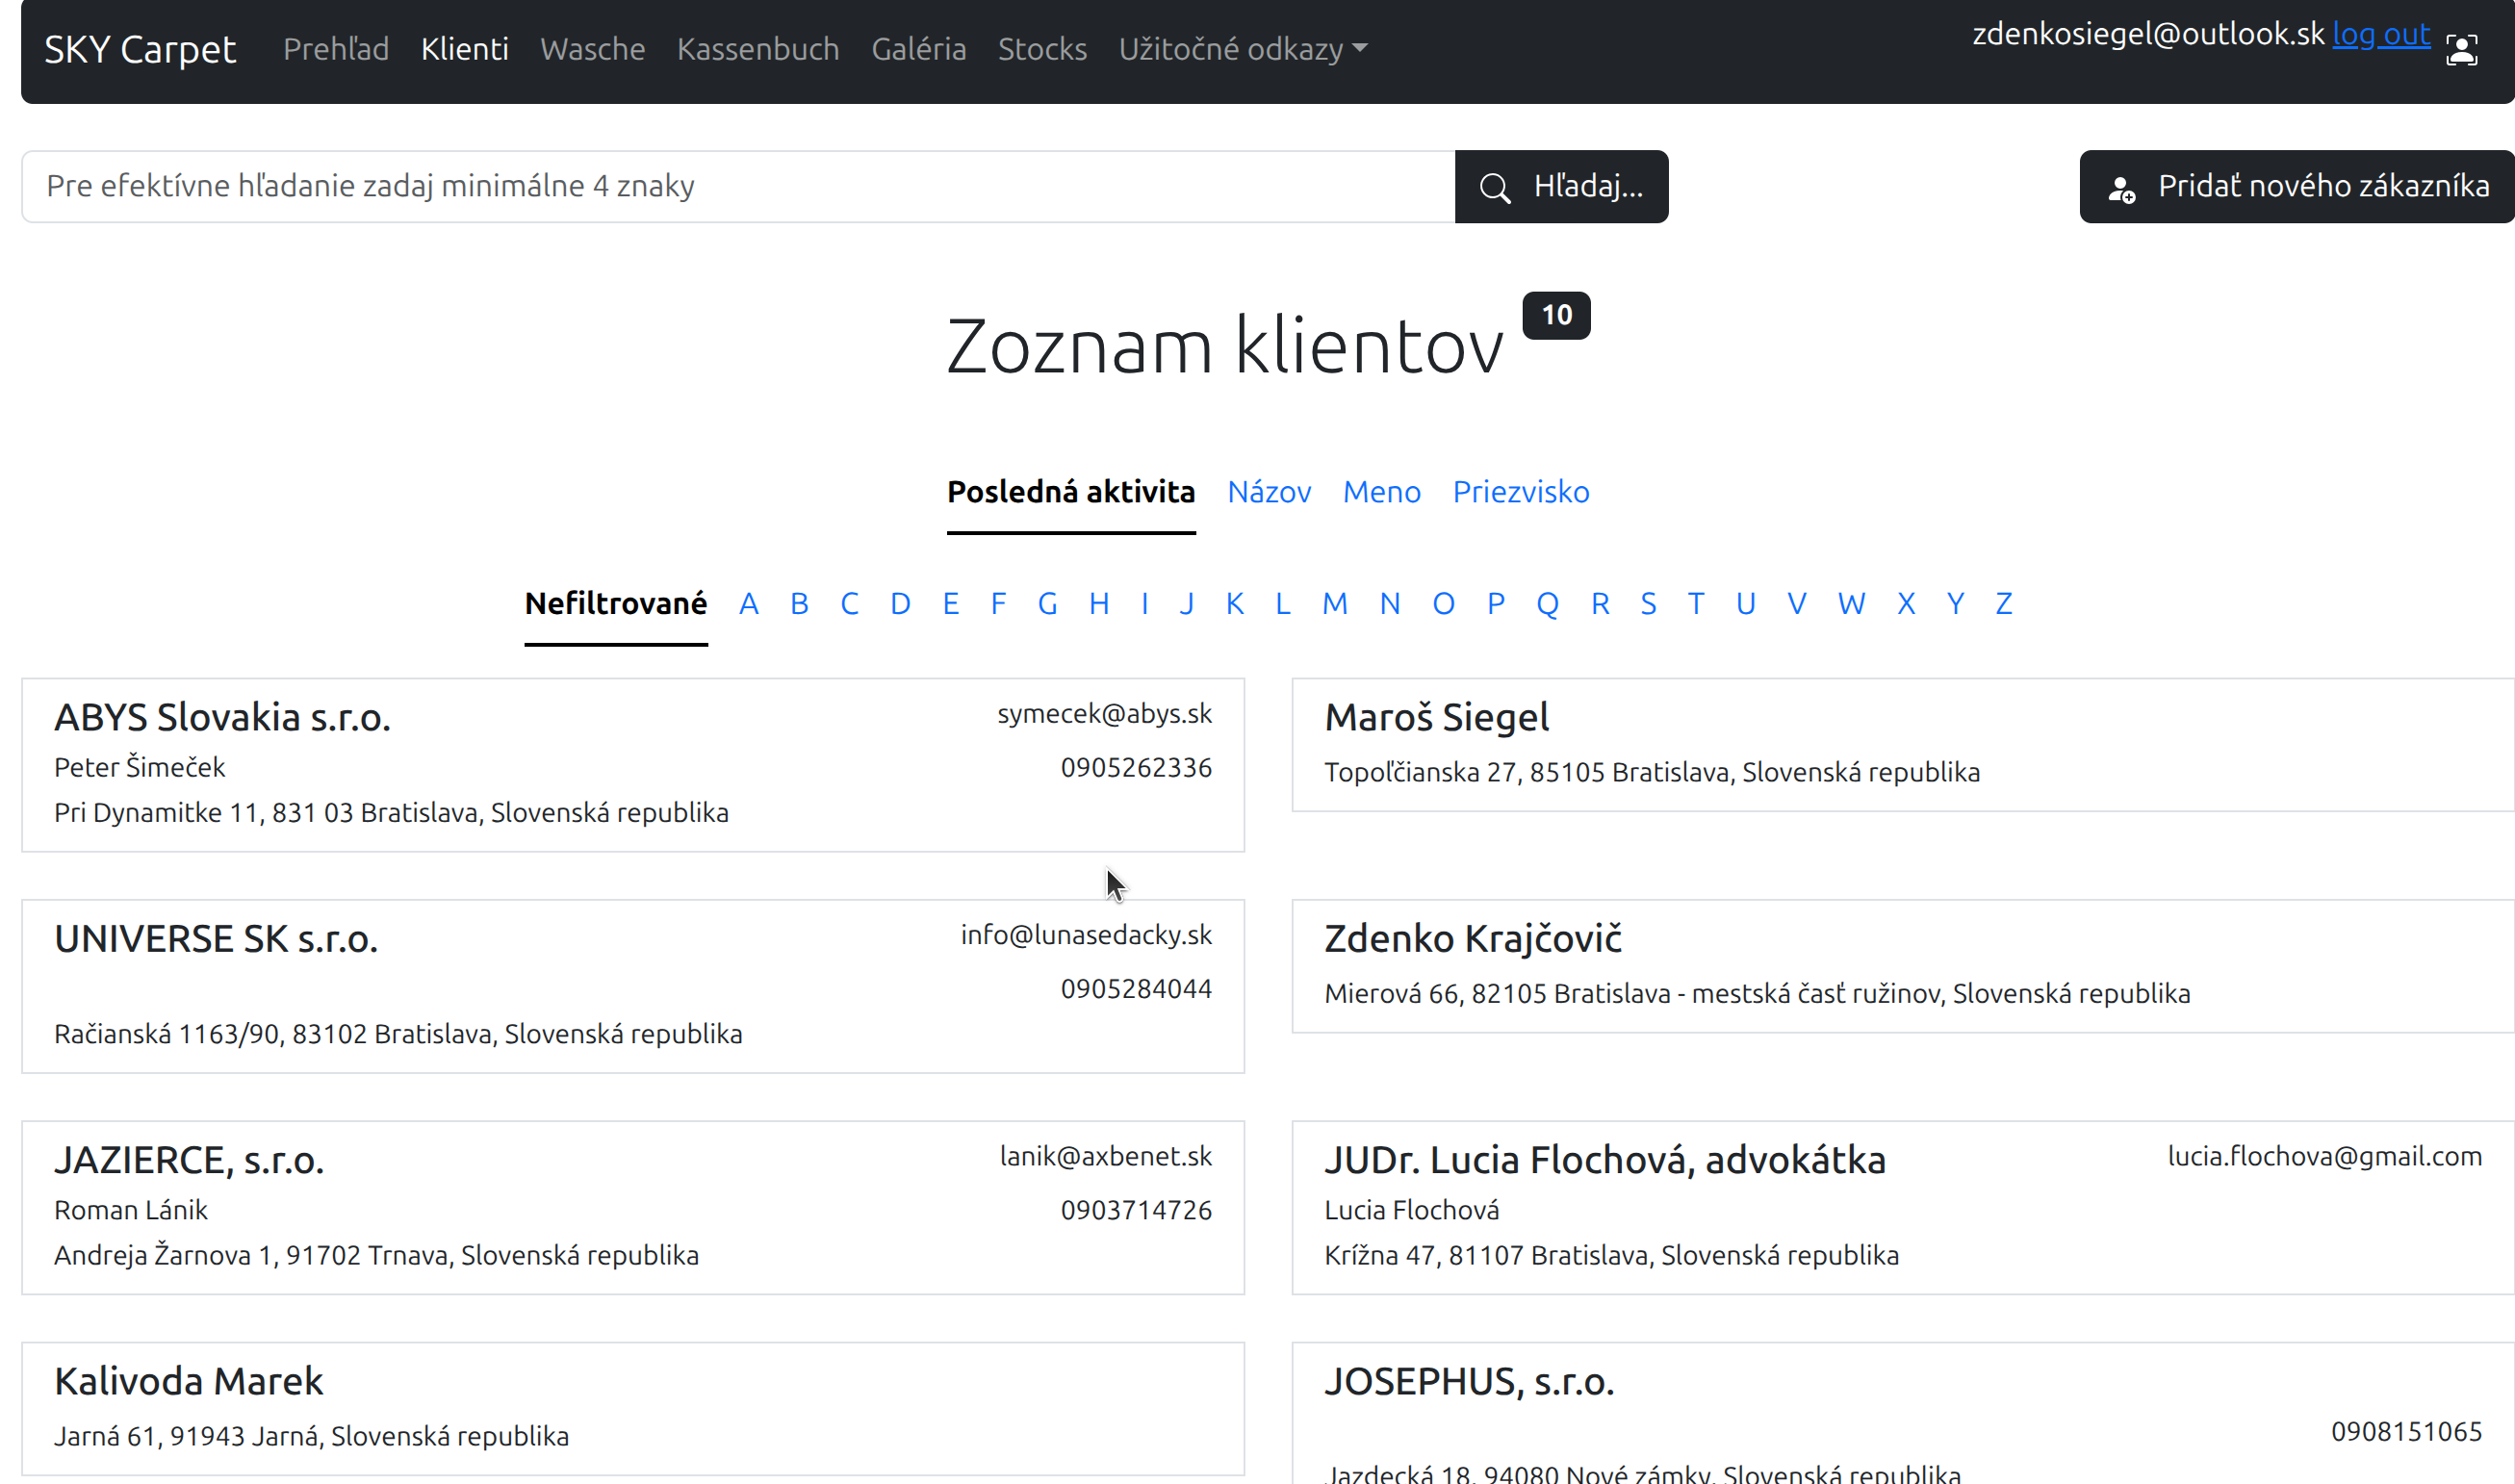 SKY Carpet Prehľad Klienti Wasche Kassenbuch Galéria Stocks Užitočné odkazy zdenkosiegel@outlook.sk log out
Pre efektívne hľadanie zadaj minimálne 4 znaky Hľadaj... Pridať nového zákazníka
Zoznam klientov 10
Posledná aktivita Názov Meno Priezvisko
Nefiltrované A B C D E F G H I J K L M N O P Q R S T U V W X Y Z
ABYS Slovakia s.r.o. symecek@abys.sk
Peter Šimeček 0905262336
Pri Dynamitke 11, 831 03 Bratislava, Slovenská republika
Maroš Siegel
Topoľčianska 27, 85105 Bratislava, Slovenská republika
UNIVERSE SK s.r.o. info@lunasedacky.sk
0905284044
Račianská 1163/90, 83102 Bratislava, Slovenská republika
Zdenko Krajčovič
Mierová 66, 82105 Bratislava - mestská časť ružinov, Slovenská republika
JAZIERCE, s.r.o. lanik@axbenet.sk
Roman Lánik 0903714726
Andreja Žarnova 1, 91702 Trnava, Slovenská republika
JUDr. Lucia Flochová, advokátka lucia.flochova@gmail.com
Lucia Flochová
Krížna 47, 81107 Bratislava, Slovenská republika
Kalivoda Marek
Jarná 61, 91943 Jarná, Slovenská republika
JOSEPHUS, s.r.o.
0908151065
Jazdecká 18, 94080 Nové zámky, Slovenská republika